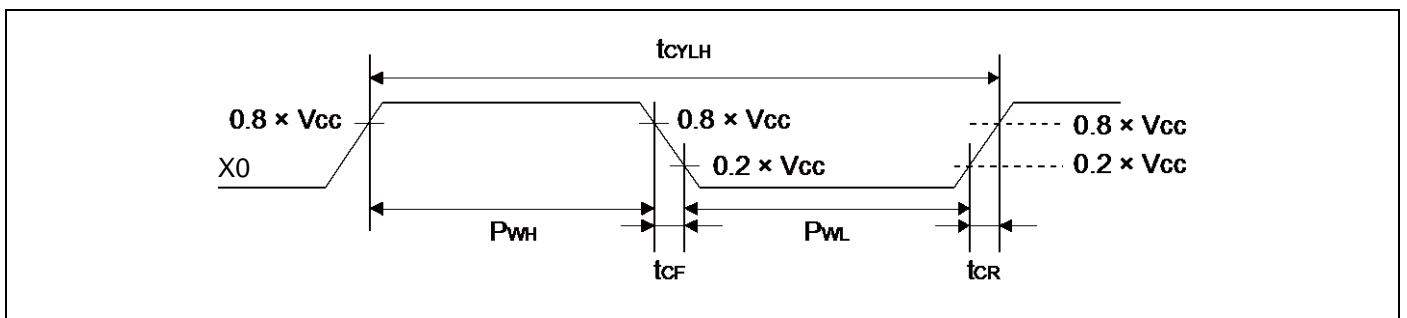 tCYLH
0.8 × VCC
0.8 × VCC
0.8 × VCC
X0
0.2 × VCC
0.2 × VCC
PWH
PWL
tCF
tCR